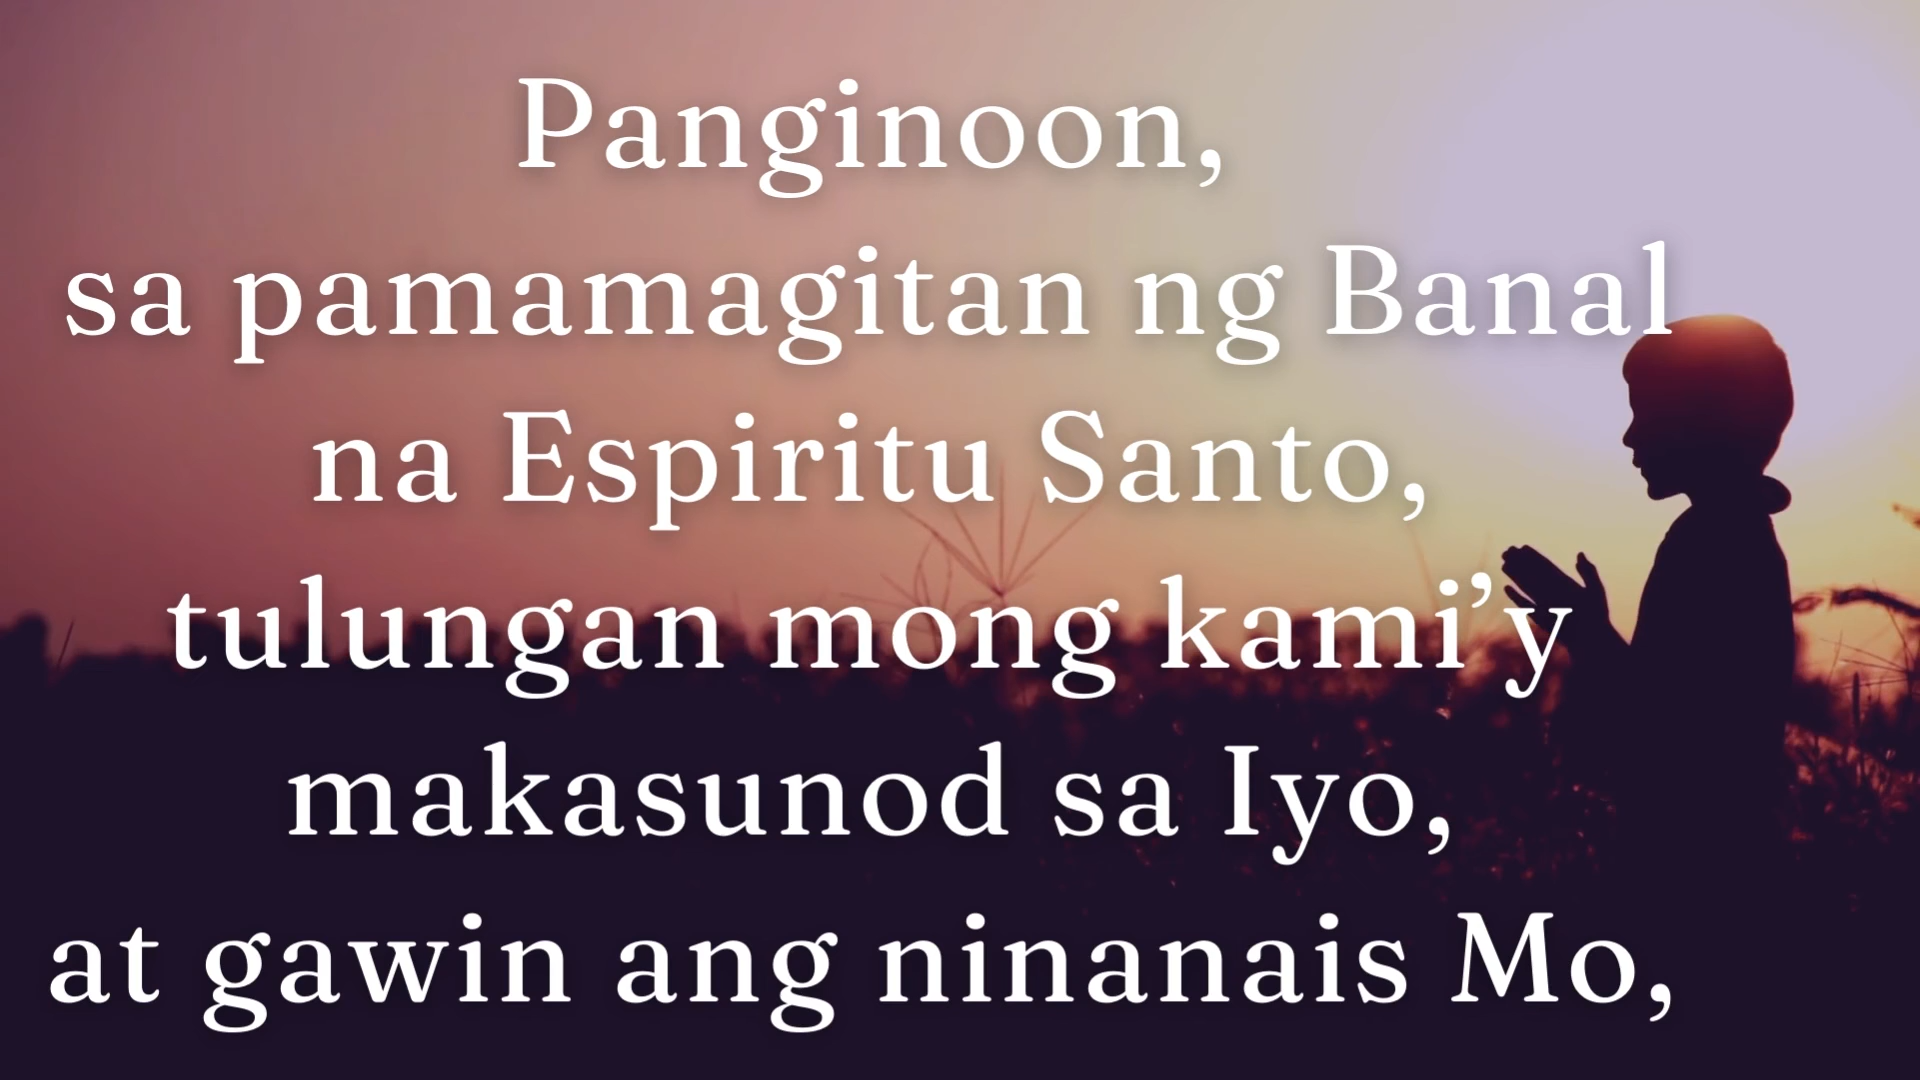 Panginoon,
sa pamamagitan ng Banal
na Espiritu Santo,
tulungan mong kami’y
makasunod sa Iyo,
at gawin ang ninanais Mo,